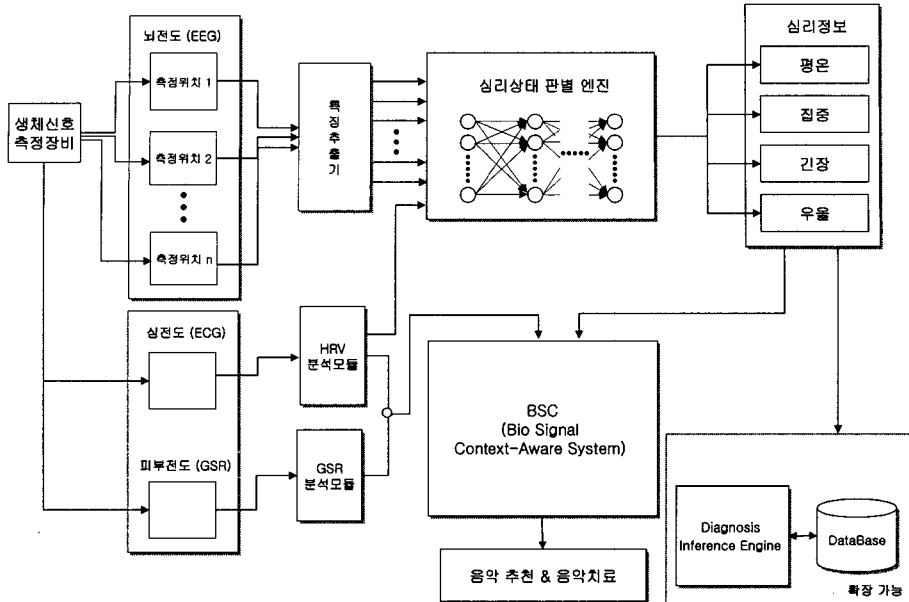 뇌전도 (EEG)
측정위치 1
측정위치 2
측정위치 n
생체신호
측정장비
특징추출기
심리상태 판별 엔진
심리정보
평온
집중
긴장
우울
심전도 (ECG)
HRV
분석모듈
피부전도 (GSR)
GSR
분석모듈
BSC
(Bio Signal
Context-Aware System)
음악 추천 & 음악치료
Diagnosis
Inference Engine
DataBase
확장 가능